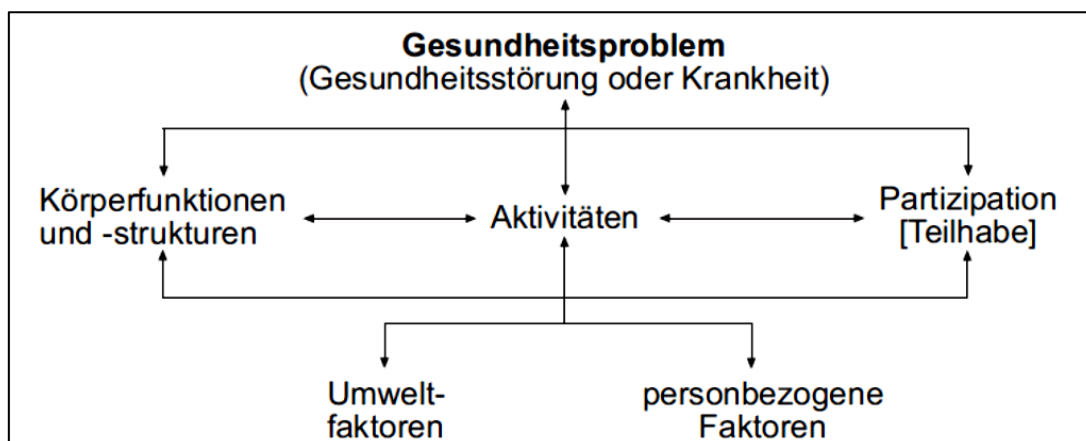 Gesundheitsproblem
(Gesundheitsstörung oder Krankheit)
Körperfunktionen
und -strukturen
Aktivitäten
Partizipation
[Teilhabe]
Umwelt-
faktoren
personbezogene
Faktoren